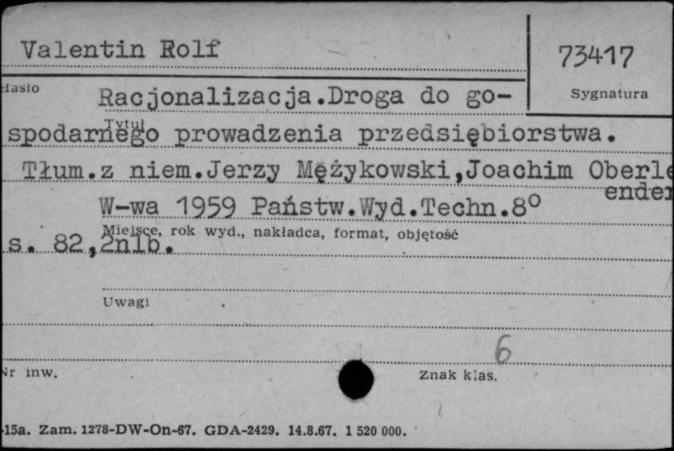 Valentin Rolf
73417
Hasło
Sygnatura
Racjonalizacja.Droga do go-
Tytuł
spodarnego prowadzenia przedsiębiorstwa.
Tłum.z niem.Jerzy Mężykowski,Joachim Oberle
ender
W-wa 1959 Państw.Wyd.Techn.8°
Miejsce, rok wyd., nakładca, format, objętość
s. 82,2nlb.
Uwagi
6
Nr inw.
Znak klas.
-15a. Zam. 1278-DW-On-67. GDA-2429. 14.8.67. 1 520 000.